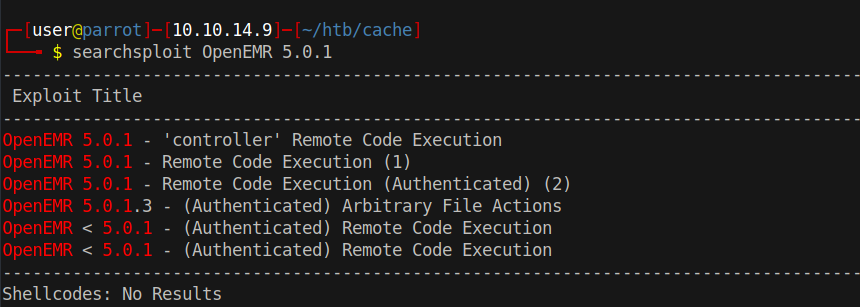 ┌─[user@parrot]─[10.10.14.9]─[~/htb/cache]
└──╼ $ searchsploit OpenEMR 5.0.1
--------------------------------------------------------------------------------------
Exploit Title
--------------------------------------------------------------------------------------
OpenEMR 5.0.1 - 'controller' Remote Code Execution
OpenEMR 5.0.1 - Remote Code Execution (1)
OpenEMR 5.0.1 - Remote Code Execution (Authenticated) (2)
OpenEMR 5.0.1.3 - (Authenticated) Arbitrary File Actions
OpenEMR < 5.0.1 - (Authenticated) Remote Code Execution
OpenEMR < 5.0.1 - (Authenticated) Remote Code Execution
--------------------------------------------------------------------------------------
Shellcodes: No Results